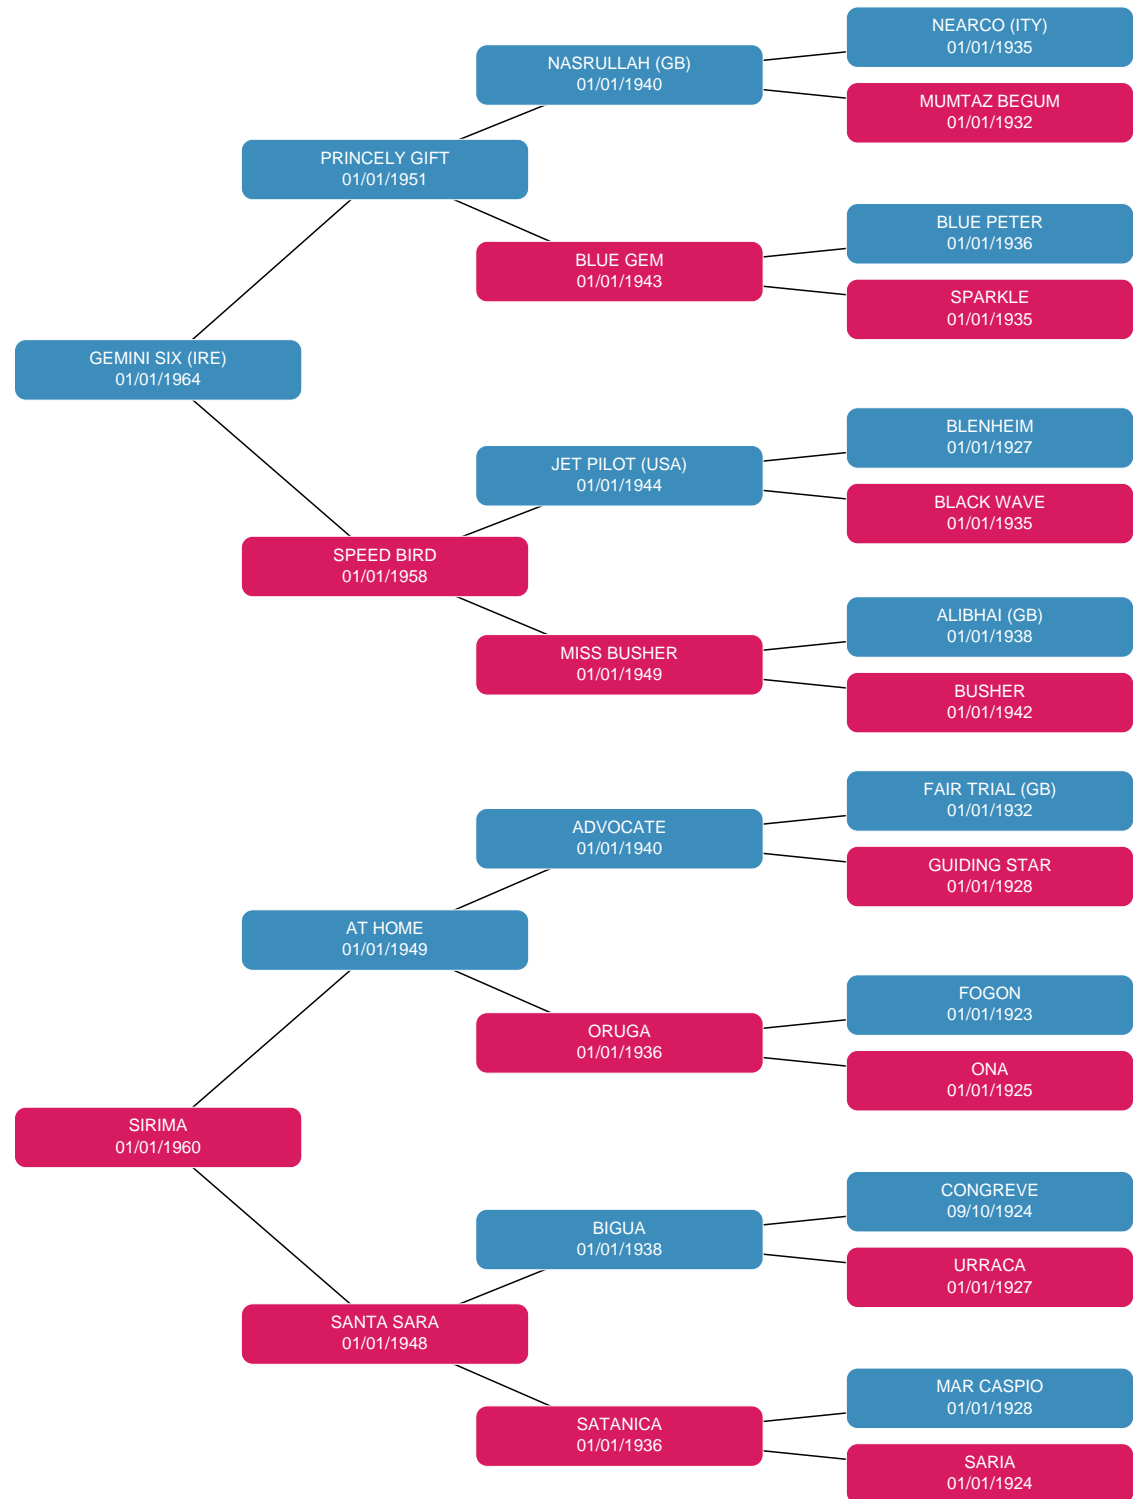 NEARCO (ITY)
01/01/1935
NASRULLAH (GB)
01/01/1940
MUMTAZ BEGUM
01/01/1932
PRINCELY GIFT
01/01/1951
BLUE PETER
01/01/1936
BLUE GEM
01/01/1943
SPARKLE
01/01/1935
GEMINI SIX (IRE)
01/01/1964
BLENHEIM
01/01/1927
JET PILOT (USA)
01/01/1944
BLACK WAVE
01/01/1935
SPEED BIRD
01/01/1958
ALIBHAI (GB)
01/01/1938
MISS BUSHER
01/01/1949
BUSHER
01/01/1942
FAIR TRIAL (GB)
01/01/1932
ADVOCATE
01/01/1940
GUIDING STAR
01/01/1928
AT HOME
01/01/1949
FOGON
01/01/1923
ORUGA
01/01/1936
ONA
01/01/1925
SIRIMA
01/01/1960
CONGREVE
09/10/1924
BIGUA
01/01/1938
URRACA
01/01/1927
SANTA SARA
01/01/1948
MAR CASPIO
01/01/1928
SATANICA
01/01/1936
SARIA
01/01/1924